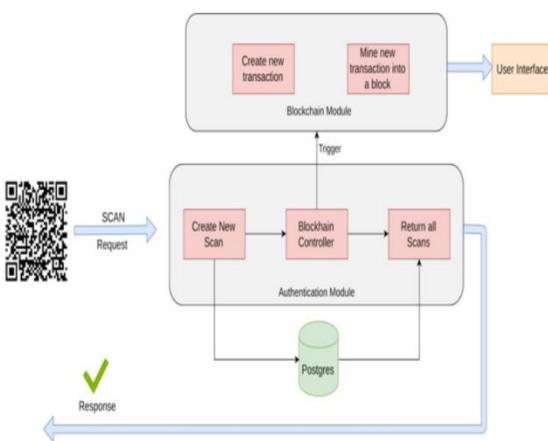 Create new
transaction
Mine new
transaction into
a block
User Interface
Blockchain Module
Trigger
SCAN
Request
Create New
Scan
Blockhain
Controller
Return all
Scans
Authentication Module
Postgres
Response